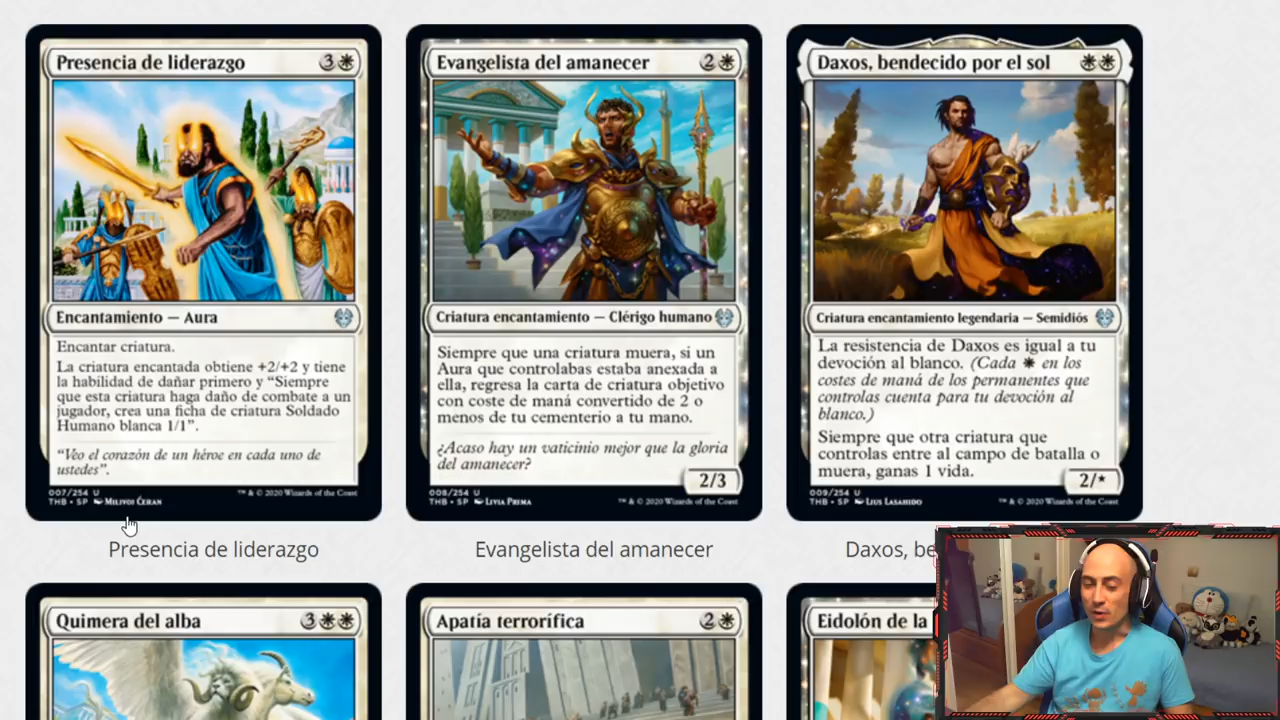 Presencia de liderazgo 3
Encantamiento — Aura
Encantar criatura.
La criatura encantada obtiene +2/+2 y tiene
la habilidad de dañar primero y “Siempre
que esta criatura haga daño de combate a un
jugador, crea una ficha de criatura Soldado
Humano blanca 1/1”.
“Veo el corazón de un héroe en cada uno de
ustedes”.
007/254 U
THB • SP Milivoj Ćeran
™ & © 2020 Wizards of the Coast
Presencia de liderazgo
Evangelista del amanecer 2
Criatura encantamiento — Clérigo humano
Siempre que una criatura muera, si un
Aura que controlabas estaba anexada a
ella, regresa la carta de criatura objetivo
con coste de maná convertido de 2 o
menos de tu cementerio a tu mano.
¿Acaso hay un vaticinio mejor que la gloria
del amanecer?
2/3
008/254 U
THB • SP Livia Prima
™ & © 2020 Wizards of the Coast
Evangelista del amanecer
Daxos, bendecido por el sol
Criatura encantamiento legendaria — Semidiós
La resistencia de Daxos es igual a tu
devoción al blanco. (Cada en los
costes de maná de los permanentes que
controlas cuenta para tu devoción al
blanco.)
Siempre que otra criatura que
controlas entre al campo de batalla o
muera, ganas 1 vida.
2/*
009/254 U
THB • SP Lius Lasahido
™ & © 2020 Wizards of the Coast
Daxos, be
Quimera del alba 3
Apatía terrorífica 2
Eidolón de la